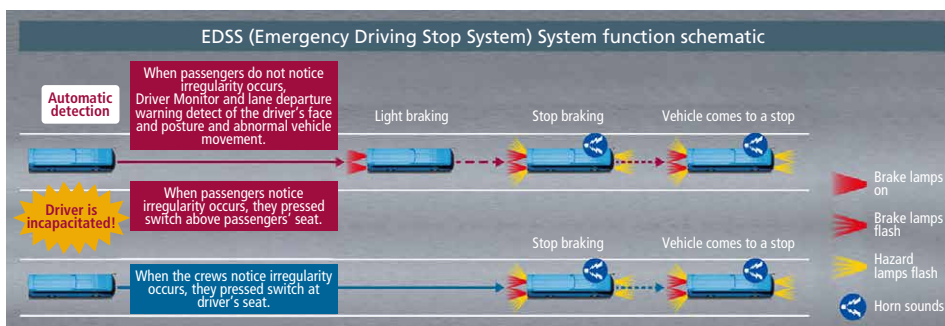 EDSS (Emergency Driving Stop System) System function schematic
Automatic
detection
When passengers do not notice
irregularity occurs,
Driver Monitor and lane departure
warning detect of the driver's face
and posture and abnormal vehicle
movement.
Light braking
Stop braking
Vehicle comes to a stop
Driver is
incapacitated!
When passengers notice
irregularity occurs, they pressed
switch above passengers' seat.
Stop braking
Vehicle comes to a stop
When the crews notice irregularity
occurs, they pressed switch at
driver's seat.
Brake lamps
on
Brake lamps
flash
Hazard
lamps flash
Horn sounds